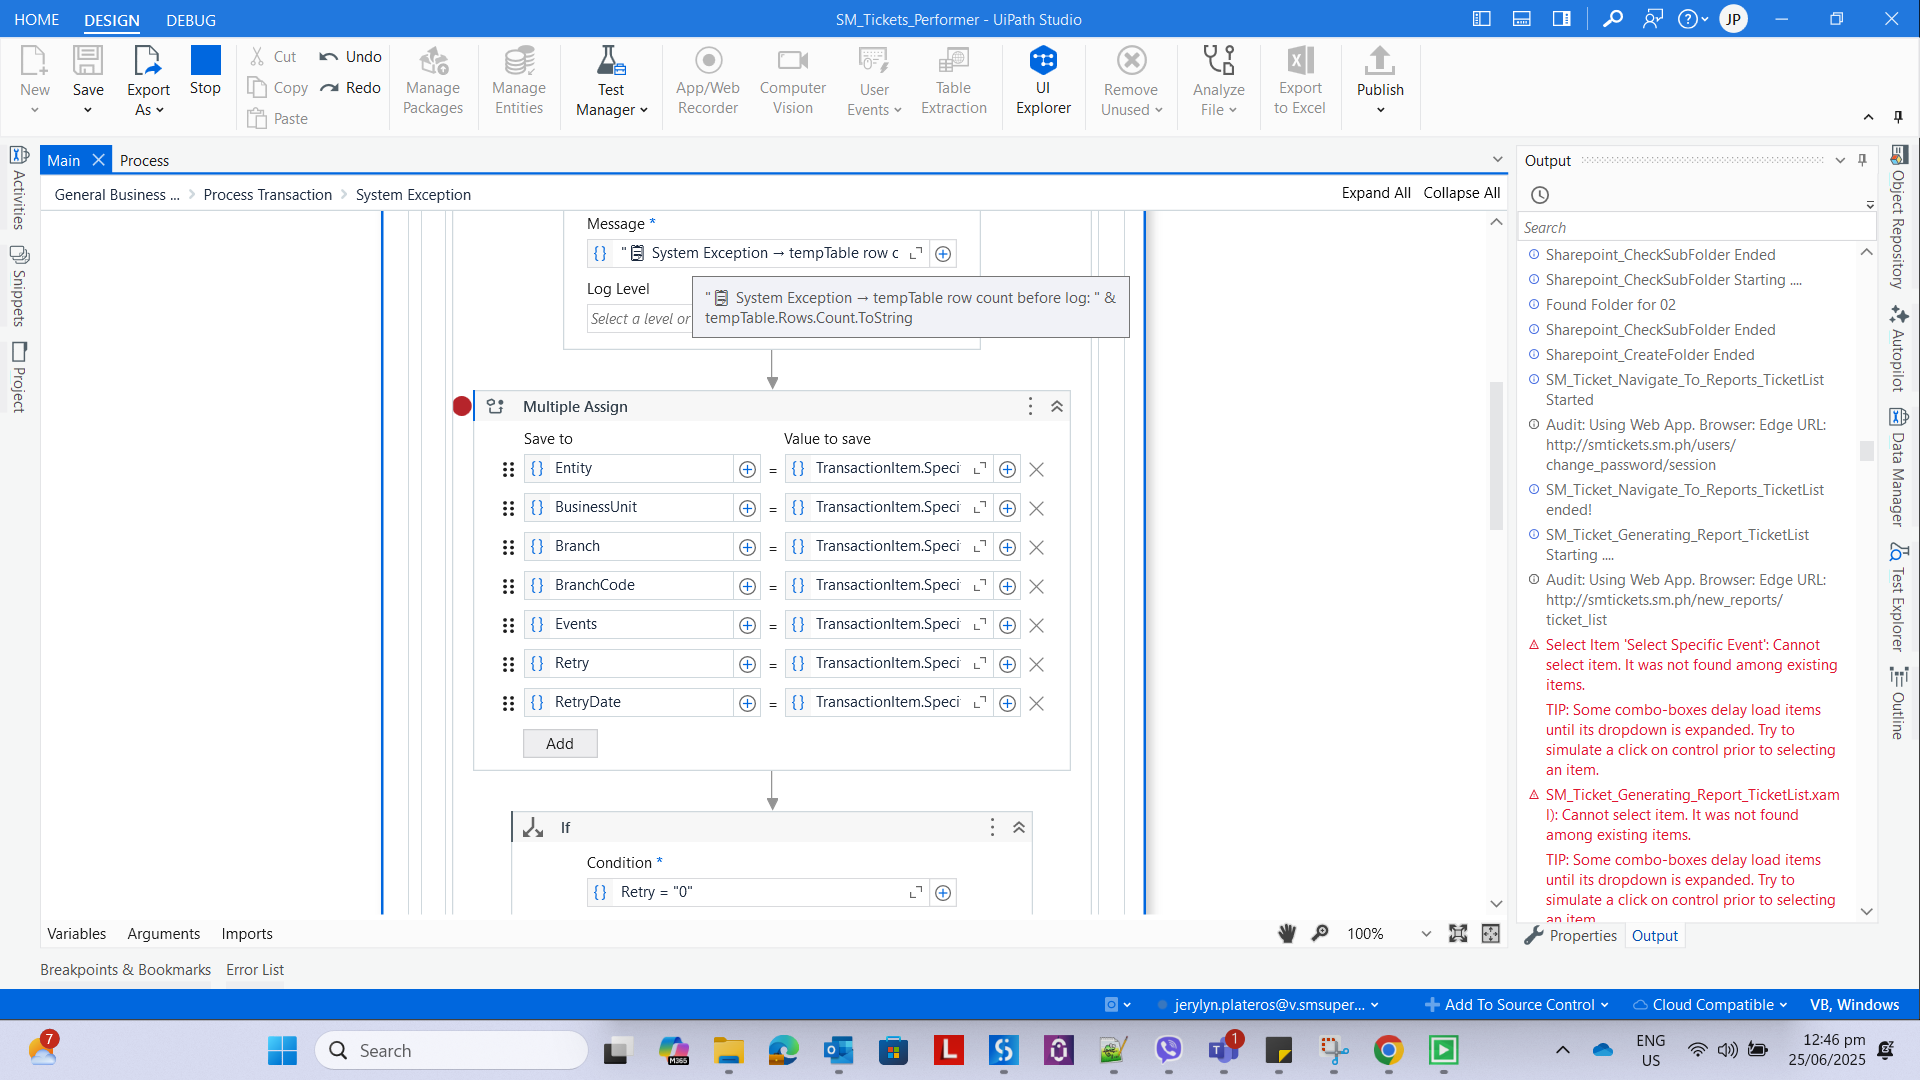 HOME
DESIGN
DEBUG
SM_Tickets_Performer - UiPath Studio
JP
New
Save
Export As
Stop
Cut
Copy
Paste
Undo
Redo
Manage Packages
Manage Entities
Test Manager
App/Web Recorder
Computer Vision
User Events
Table Extraction
UI Explorer
Remove Unused
Analyze File
Export to Excel
Publish
Activities
Snippets
Project
Main
Process
General Business ...
Process Transaction
System Exception
Expand All
Collapse All
Message *
" System Exception → tempTable row c
Log Level
Select a level or
" System Exception → tempTable row count before log: " &
tempTable.Rows.Count.ToString
Multiple Assign
Save to
Value to save
Entity = TransactionItem.Speci
BusinessUnit = TransactionItem.Speci
Branch = TransactionItem.Speci
BranchCode = TransactionItem.Speci
Events = TransactionItem.Speci
Retry = TransactionItem.Speci
RetryDate = TransactionItem.Speci
Add
If
Condition *
Retry = "0"
Variables
Arguments
Imports
100%
Breakpoints & Bookmarks
Error List
Output
Search
Sharepoint_CheckSubFolder Ended
Sharepoint_CheckSubFolder Starting ....
Found Folder for 02
Sharepoint_CheckSubFolder Ended
Sharepoint_CreateFolder Ended
SM_Ticket_Navigate_To_Reports_TicketList
Started
Audit: Using Web App. Browser: Edge URL:
http://smtickets.sm.ph/users/
change_password/session
SM_Ticket_Navigate_To_Reports_TicketList
ended!
SM_Ticket_Generating_Report_TicketList
Starting ....
Audit: Using Web App. Browser: Edge URL:
http://smtickets.sm.ph/new_reports/
ticket_list
Select Item 'Select Specific Event': Cannot
select item. It was not found among existing
items.
TIP: Some combo-boxes delay load items
until its dropdown is expanded. Try to
simulate a click on control prior to selecting
an item.
SM_Ticket_Generating_Report_TicketList.xam
l): Cannot select item. It was not found
among existing items.
TIP: Some combo-boxes delay load items
until its dropdown is expanded. Try to
simulate a click on control prior to selecting
an item.
Properties
Output
Object Repository
Autopilot
Data Manager
Test Explorer
Outline
jerylyn.plateros@v.smsuper...
Add To Source Control
Cloud Compatible
VB, Windows
7
Search
M365
1
ENG
US
12:46 pm
25/06/2025